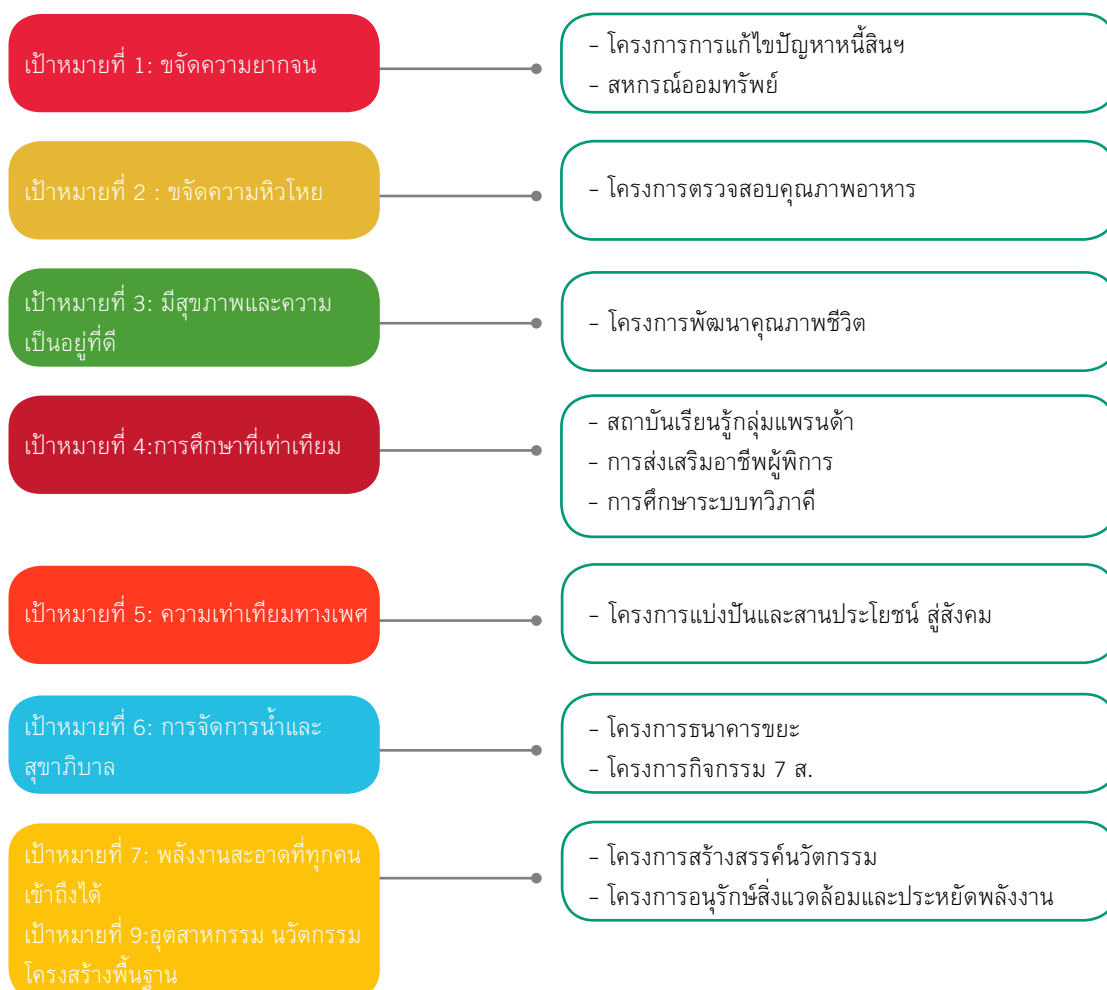 เป้าหมายที่ 1: ขจัดความยากจน
- โครงการการแก้ไขปัญหาหนี้สินฯ
- สหกรณ์ออมทรัพย์
เป้าหมายที่ 2 : ขจัดความหิวโหย
- โครงการตรวจสอบคุณภาพอาหาร
เป้าหมายที่ 3: มีสุขภาพและความ
เป็นอยู่ที่ดี
- โครงการพัฒนาคุณภาพชีวิต
เป้าหมายที่ 4:การศึกษาที่เท่าเทียม
- สถาบันเรียนรู้กลุ่มแพรนด้า
- การส่งเสริมอาชีพผู้พิการ
- การศึกษาระบบทวิภาคี
เป้าหมายที่ 5: ความเท่าเทียมทางเพศ
- โครงการแบ่งปันและสานประโยชน์ สู่สังคม
เป้าหมายที่ 6: การจัดการน้ำและ
สุขาภิบาล
- โครงการธนาคารขยะ
- โครงการกิจกรรม 7 ส.
เป้าหมายที่ 7: พลังงานสะอาดที่ทุกคน
เข้าถึงได้
เป้าหมายที่ 9:อุตสาหกรรม นวัตกรรม
โครงสร้างพื้นฐาน
- โครงการสร้างสรรค์นวัตกรรม
- โครงการอนุรักษ์สิ่งแวดล้อมและประหยัดพลังงาน